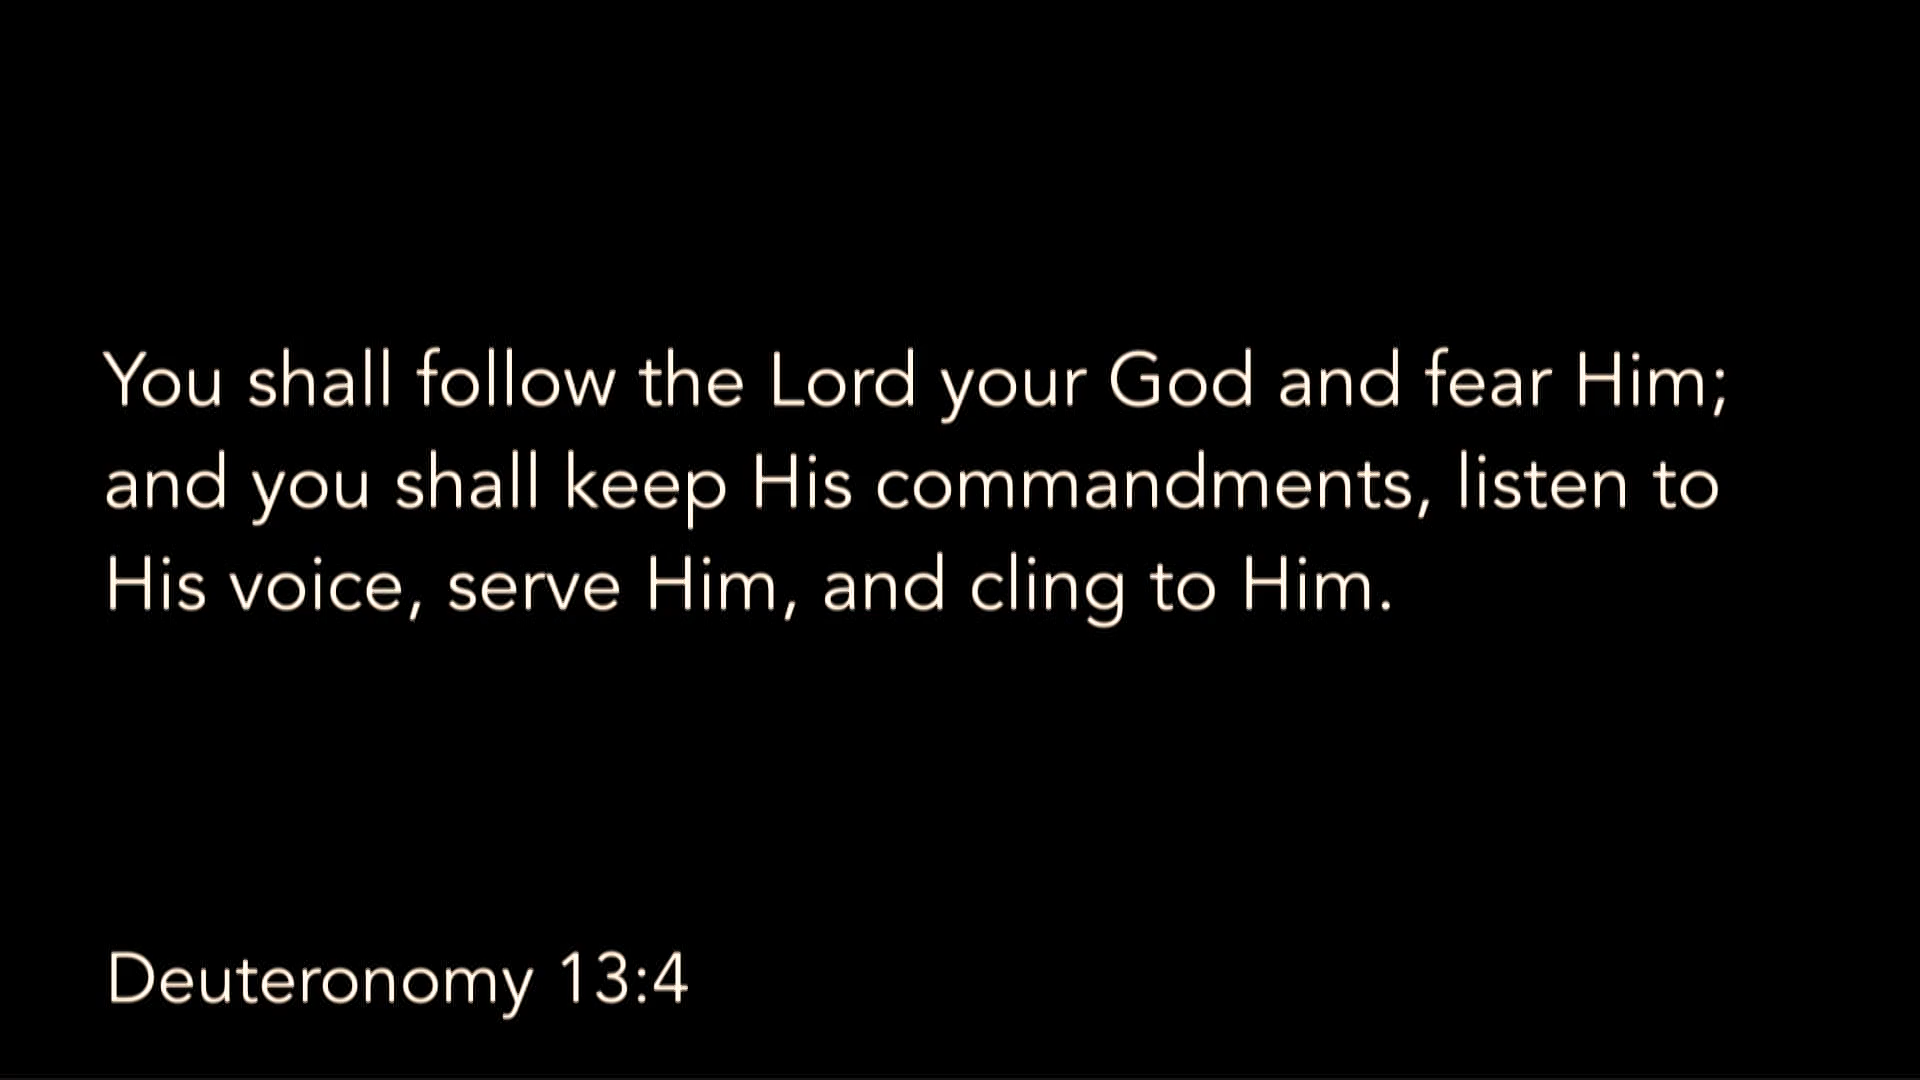 You shall follow the Lord your God and fear Him;
and you shall keep His commandments, listen to
His voice, serve Him, and cling to Him.
Deuteronomy 13:4